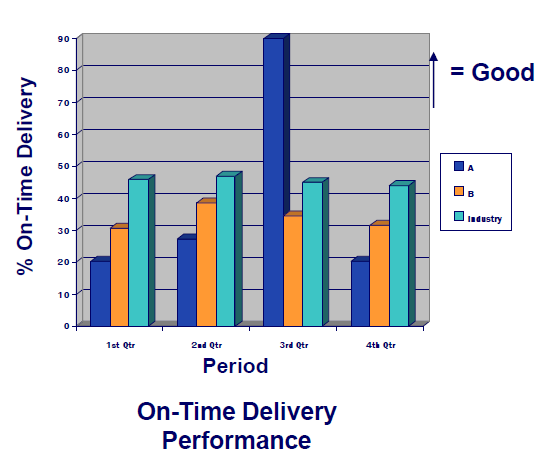 90
80
70
60
50
40
30
20
10
0
% On-Time Delivery
1st Qtr
2nd Qtr
3rd Qtr
4th Qtr
Period
= Good
A
B
Industry
On-Time Delivery
Performance